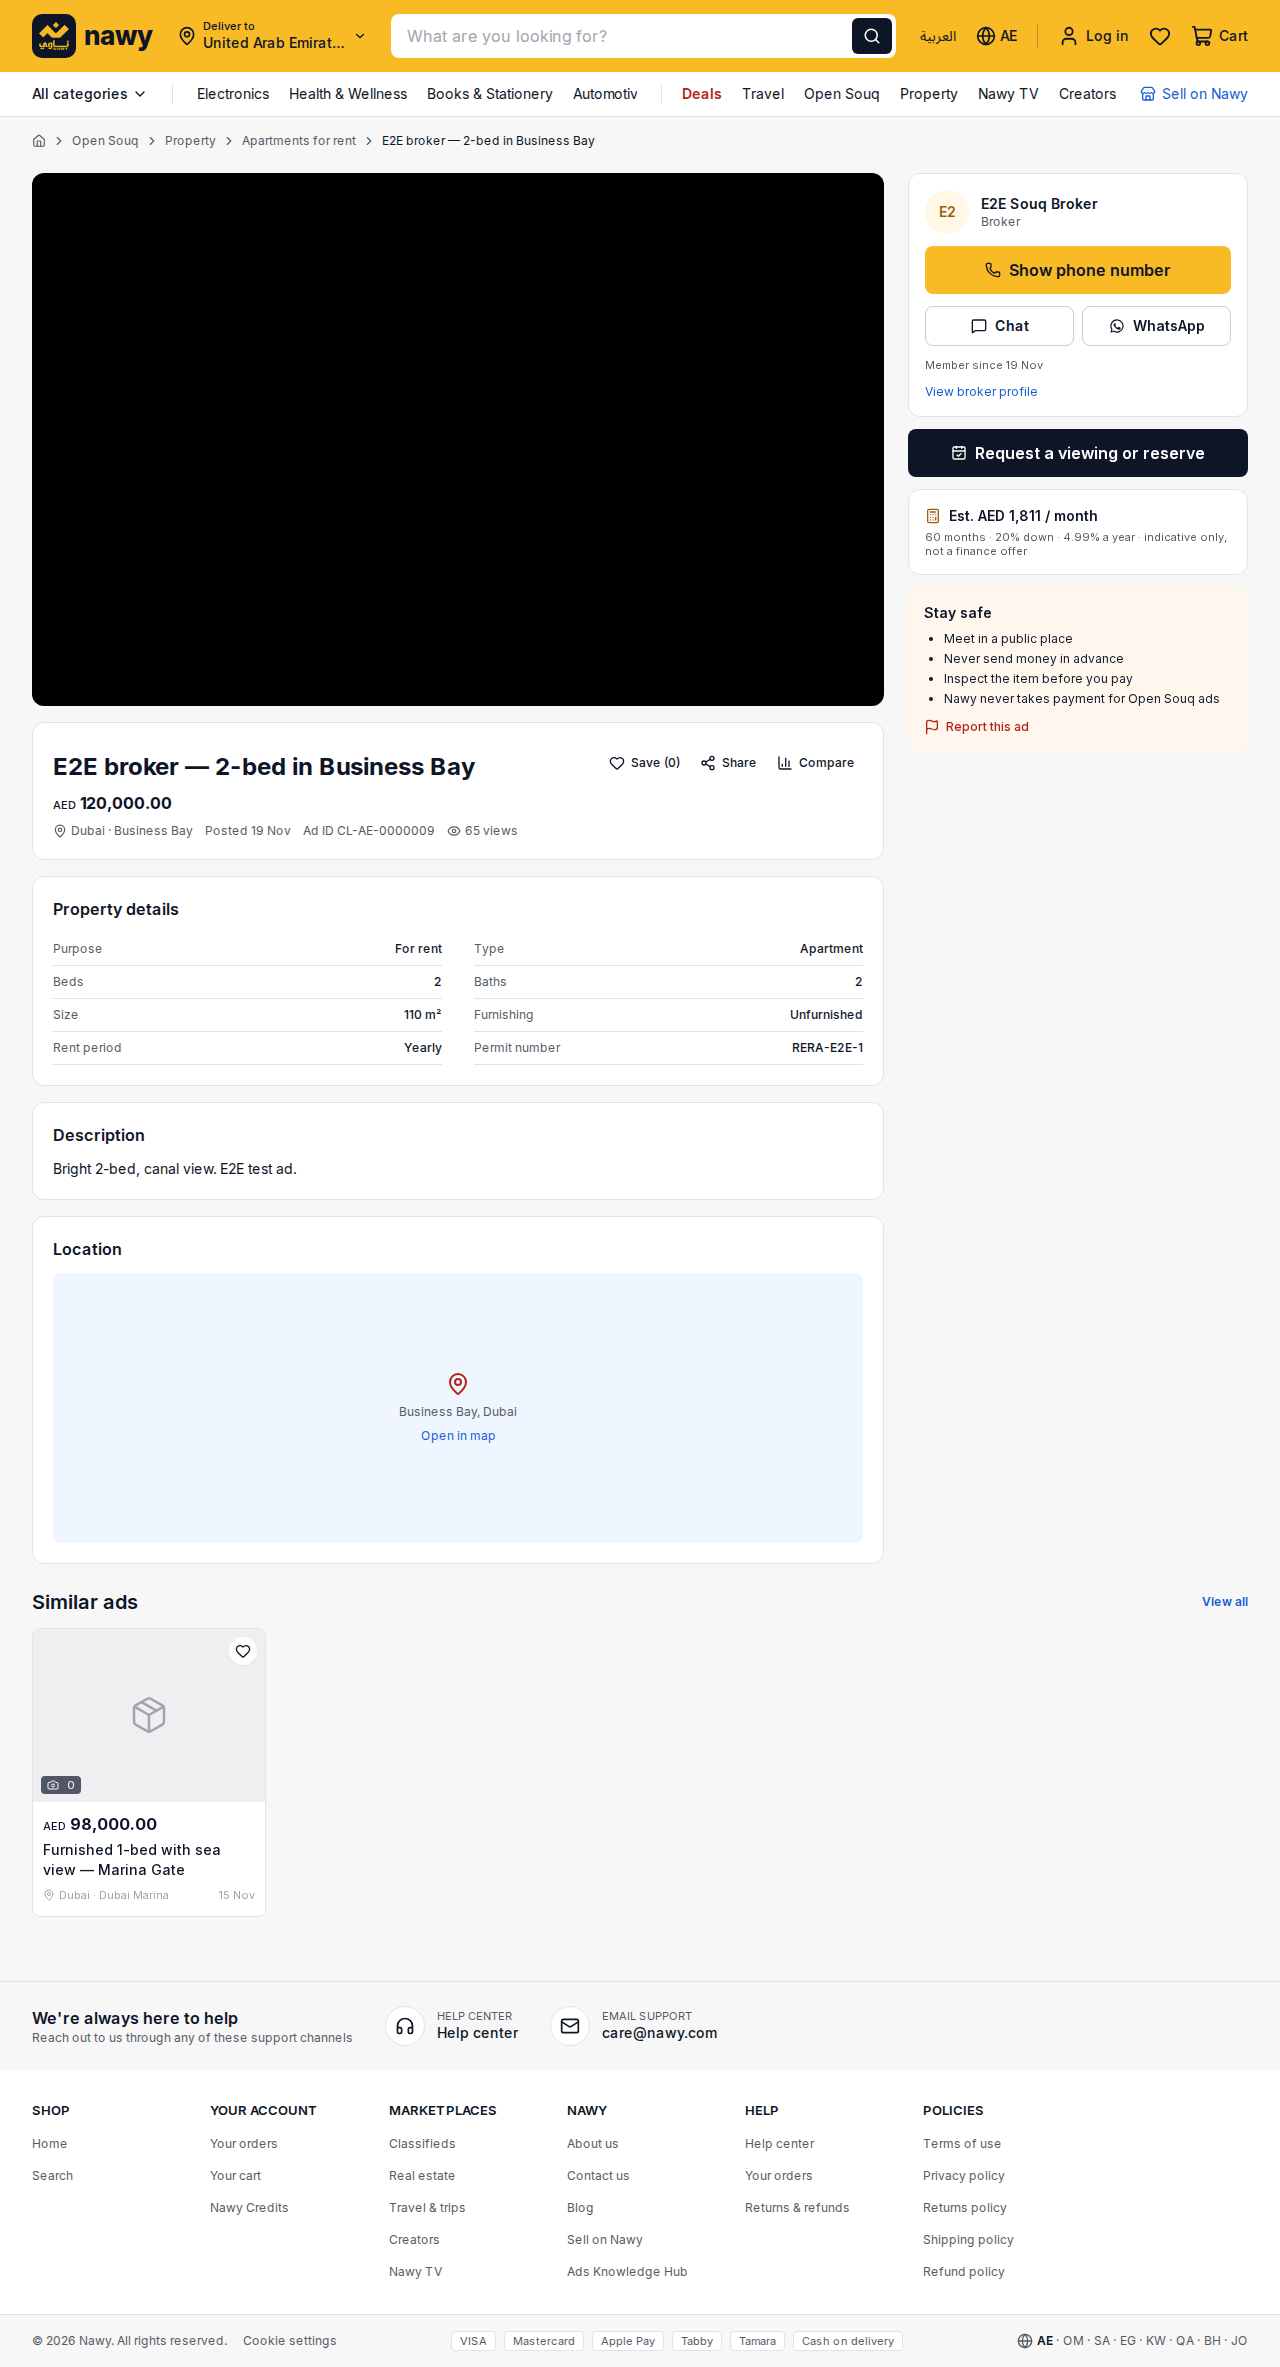 ناوي
nawy
Deliver to
United Arab Emirat...
What are you looking for?
العربية
AE
Log in
Cart
All categories
Electronics
Health & Wellness
Books & Stationery
Automotiv
Deals
Travel
Open Souq
Property
Nawy TV
Creators
Sell on Nawy
Open Souq
Property
Apartments for rent
E2E broker — 2-bed in Business Bay
E2
E2E Souq Broker
Broker
Show phone number
Chat
WhatsApp
Member since 19 Nov
View broker profile
Request a viewing or reserve
Est. AED 1,811 / month
60 months · 20% down · 4.99% a year · indicative only,
not a finance offer
Stay safe
• Meet in a public place
• Never send money in advance
• Inspect the item before you pay
• Nawy never takes payment for Open Souq ads
Report this ad
E2E broker — 2-bed in Business Bay
Save (0)
Share
Compare
AED 120,000.00
Dubai · Business Bay
Posted 19 Nov
Ad ID CL-AE-0000009
65 views
Property details
Purpose For rent
Type Apartment
Beds 2
Baths 2
Size 110 m²
Furnishing Unfurnished
Rent period Yearly
Permit number RERA-E2E-1
Description
Bright 2-bed, canal view. E2E test ad.
Location
Business Bay, Dubai
Open in map
Similar ads
View all
0
AED 98,000.00
Furnished 1-bed with sea
view — Marina Gate
Dubai · Dubai Marina
15 Nov
We're always here to help
Reach out to us through any of these support channels
HELP CENTER
Help center
EMAIL SUPPORT
care@nawy.com
SHOP
Home
Search
YOUR ACCOUNT
Your orders
Your cart
Nawy Credits
MARKETPLACES
Classifieds
Real estate
Travel & trips
Creators
Nawy TV
NAWY
About us
Contact us
Blog
Sell on Nawy
Ads Knowledge Hub
HELP
Help center
Your orders
Returns & refunds
POLICIES
Terms of use
Privacy policy
Returns policy
Shipping policy
Refund policy
© 2026 Nawy. All rights reserved.
Cookie settings
VISA
Mastercard
Apple Pay
Tabby
Tamara
Cash on delivery
AE · OM · SA · EG · KW · QA · BH · JO